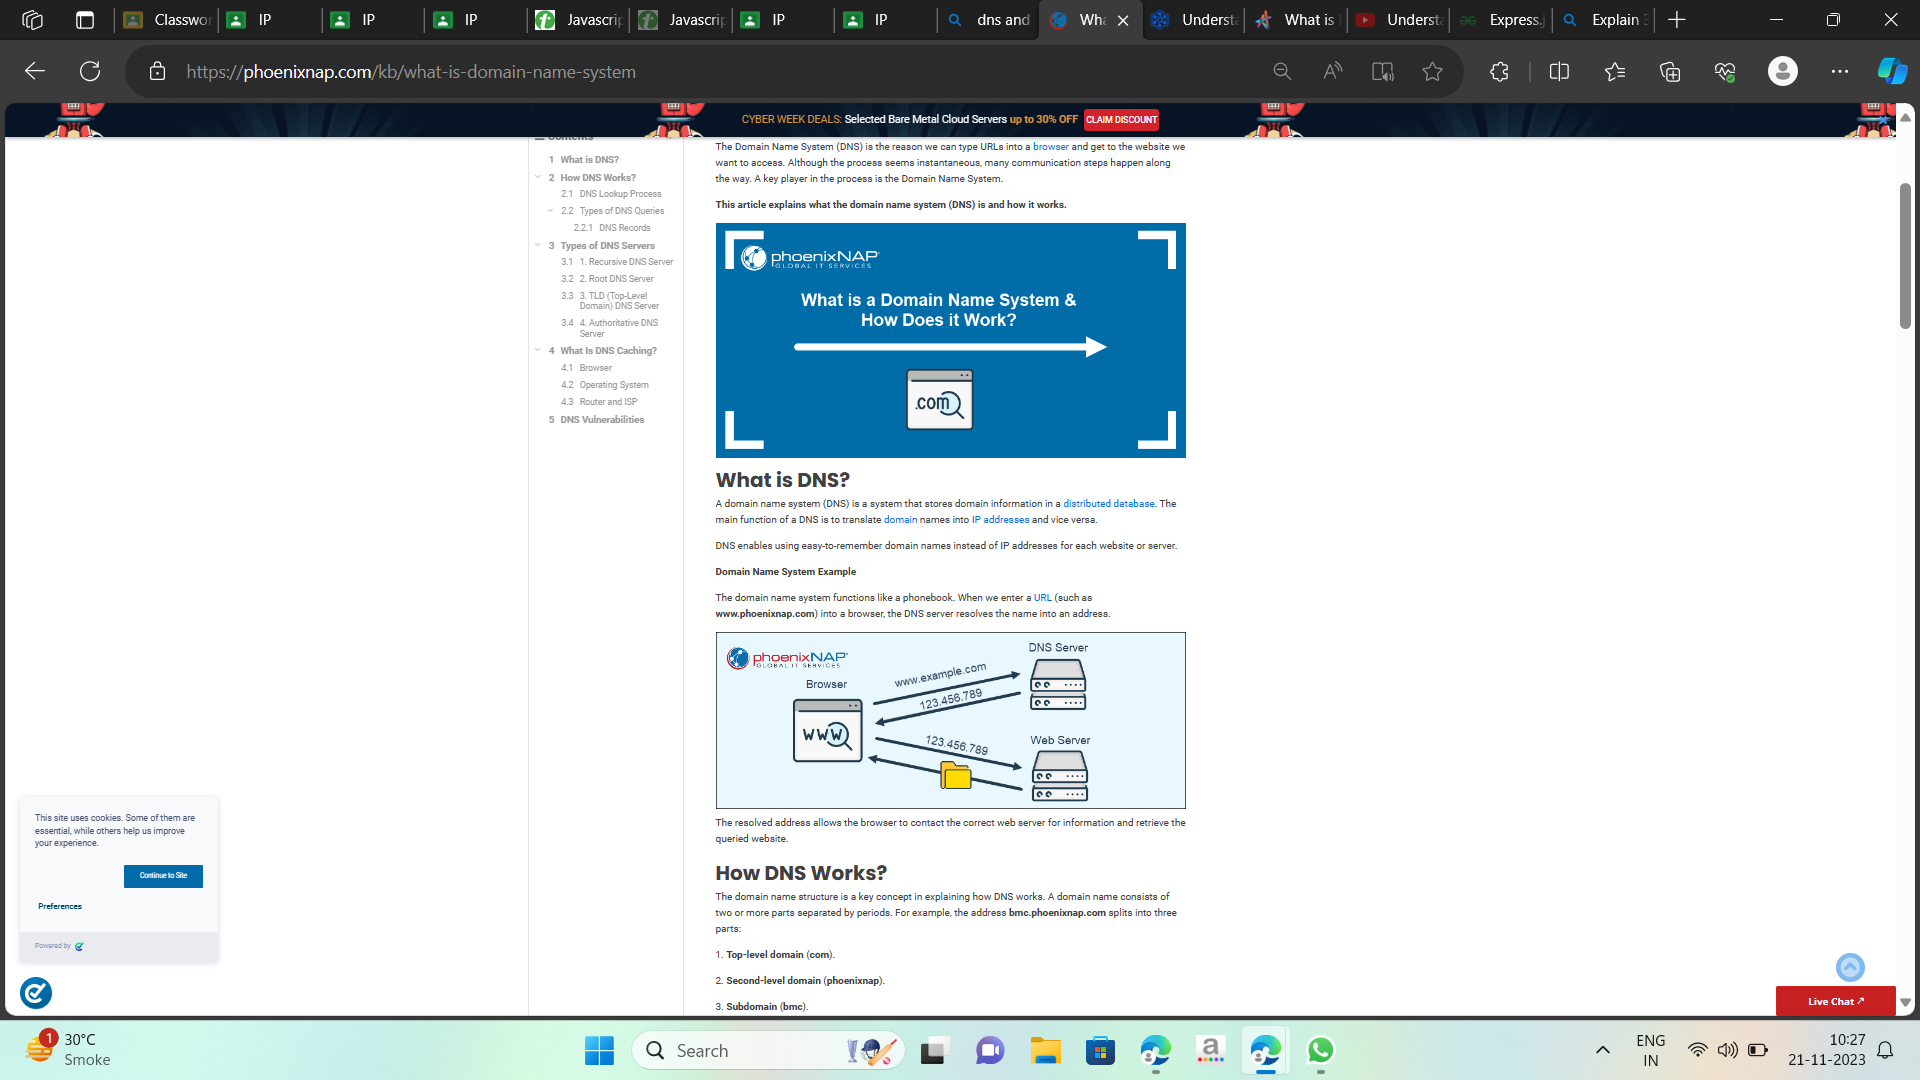 Classwor
IP
IP
IP
Javascrip
Javascrip
IP
IP
dns and
Wha
Understa
What is
Understa
Express.j
Explain 3
https://phoenixnap.com/kb/what-is-domain-name-system
CYBER WEEK DEALS: Selected Bare Metal Cloud Servers up to 30% OFF CLAIM DISCOUNT
Contents
1 What is DNS?
2 How DNS Works?
2.1 DNS Lookup Process
2.2 Types of DNS Queries
2.2.1 DNS Records
3 Types of DNS Servers
3.1 1. Recursive DNS Server
3.2 2. Root DNS Server
3.3 3. TLD (Top-Level
Domain) DNS Server
3.4 4. Authoritative DNS
Server
4 What Is DNS Caching?
4.1 Browser
4.2 Operating System
4.3 Router and ISP
5 DNS Vulnerabilities
The Domain Name System (DNS) is the reason we can type URLs into a browser and get to the website we
want to access. Although the process seems instantaneous, many communication steps happen along
the way. A key player in the process is the Domain Name System.
This article explains what the domain name system (DNS) is and how it works.
phoenixNAP
GLOBAL IT SERVICES
What is a Domain Name System &
How Does it Work?
.com
What is DNS?
A domain name system (DNS) is a system that stores domain information in a distributed database. The
main function of a DNS is to translate domain names into IP addresses and vice versa.
DNS enables using easy-to-remember domain names instead of IP addresses for each website or server.
Domain Name System Example
The domain name system functions like a phonebook. When we enter a URL (such as
www.phoenixnap.com) into a browser, the DNS server resolves the name into an address.
phoenixNAP
GLOBAL IT SERVICES
DNS Server
Browser
www.example.com
123.456.789
www
123.456.789
Web Server
The resolved address allows the browser to contact the correct web server for information and retrieve the
queried website.
How DNS Works?
The domain name structure is a key concept in explaining how DNS works. A domain name consists of
two or more parts separated by periods. For example, the address bmc.phoenixnap.com splits into three
parts:
1. Top-level domain (com).
2. Second-level domain (phoenixnap).
3. Subdomain (bmc).
This site uses cookies. Some of them are
essential, while others help us improve
your experience.
Continue to Site
Preferences
Powered by
Live Chat
1
30°C
Smoke
Search
a
ENG
IN
10:27
21-11-2023